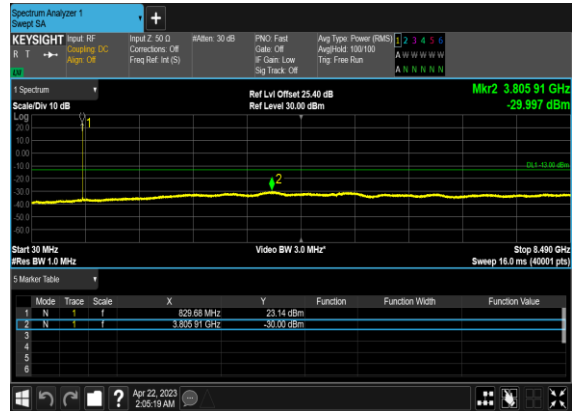 Spectrum Analyzer 1
Swept SA
+
KEYSIGHT Input: RF Input Z: 50 Ω #Atten: 30 dB PNO: Fast Avg Type: Power (RMS) 1 2 3 4 5 6
R T Coupling: DC Corrections: Off Gate: Off Avg|Hold: 100/100 A W W W W W
Align: Off Freq Ref: Int (S) IF Gain: Low Trig: Free Run
Sig Track: Off A N N N N N
1 Spectrum Ref Lvl Offset 25.40 dB Mkr2 3.805 91 GHz
Scale/Div 10 dB Ref Level 30.00 dBm -29.997 dBm
Log
20.0
10.0
0.00
-10.0
-20.0
-30.0
-40.0
-50.0
-60.0
1
2
DL1 -13.00 dBm
Start 30 MHz Video BW 3.0 MHz* Stop 8.490 GHz
#Res BW 1.0 MHz Sweep 16.0 ms (40001 pts)
5 Marker Table
Mode Trace Scale X Y Function Function Width Function Value
1 N 1 f 829.68 MHz 23.14 dBm
2 N 1 f 3.805 91 GHz -30.00 dBm
3
4
5
6
? Apr 22, 2023
2:05:19 AM